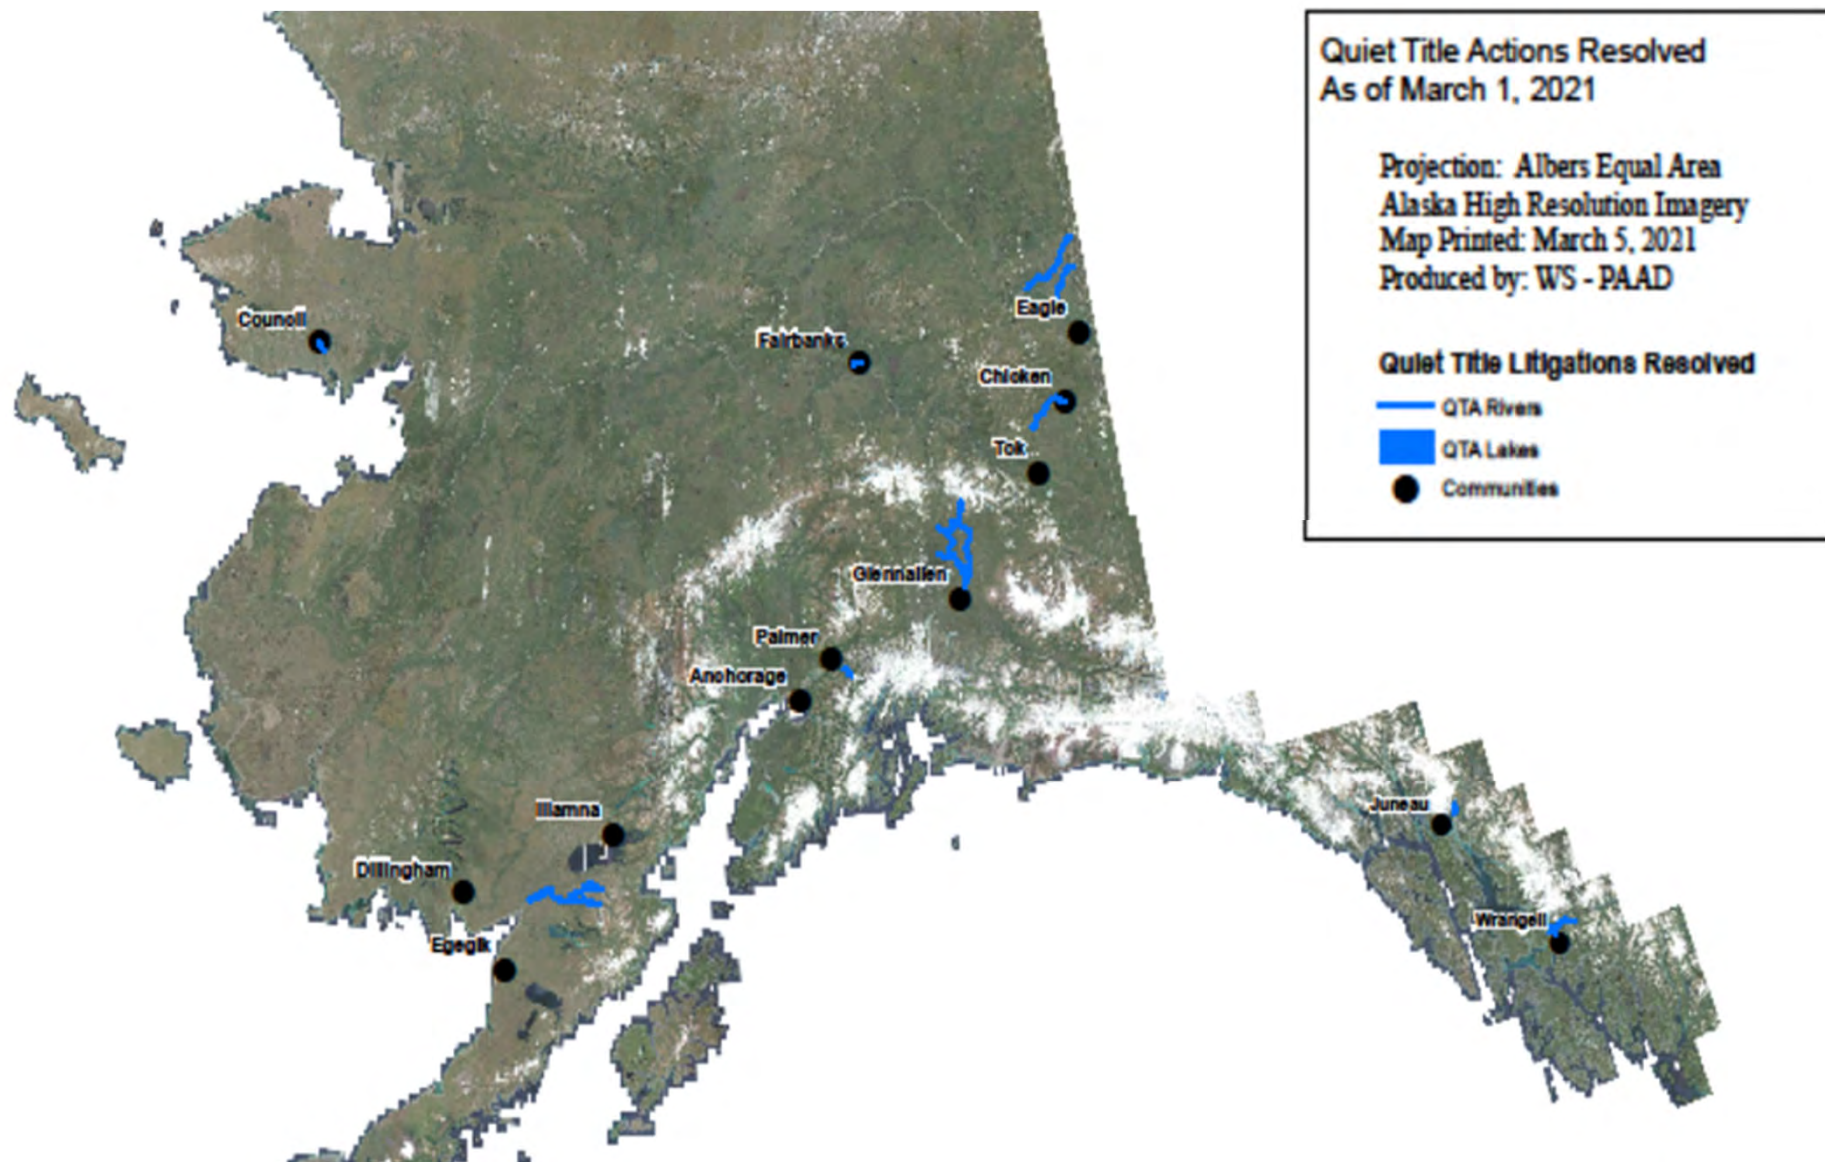 Quiet Title Actions Resolved
As of March 1, 2021
Projection: Albers Equal Area
Alaska High Resolution Imagery
Map Printed: March 5, 2021
Produced by: WS - PAAD
Quiet Title Litigations Resolved
QTA Rivers
QTA Lakes
Communities
Council
Fairbanks
Eagle
Chicken
Tok
Glennallen
Palmer
Anchorage
Iliamna
Dillingham
Egegik
Juneau
Wrangell